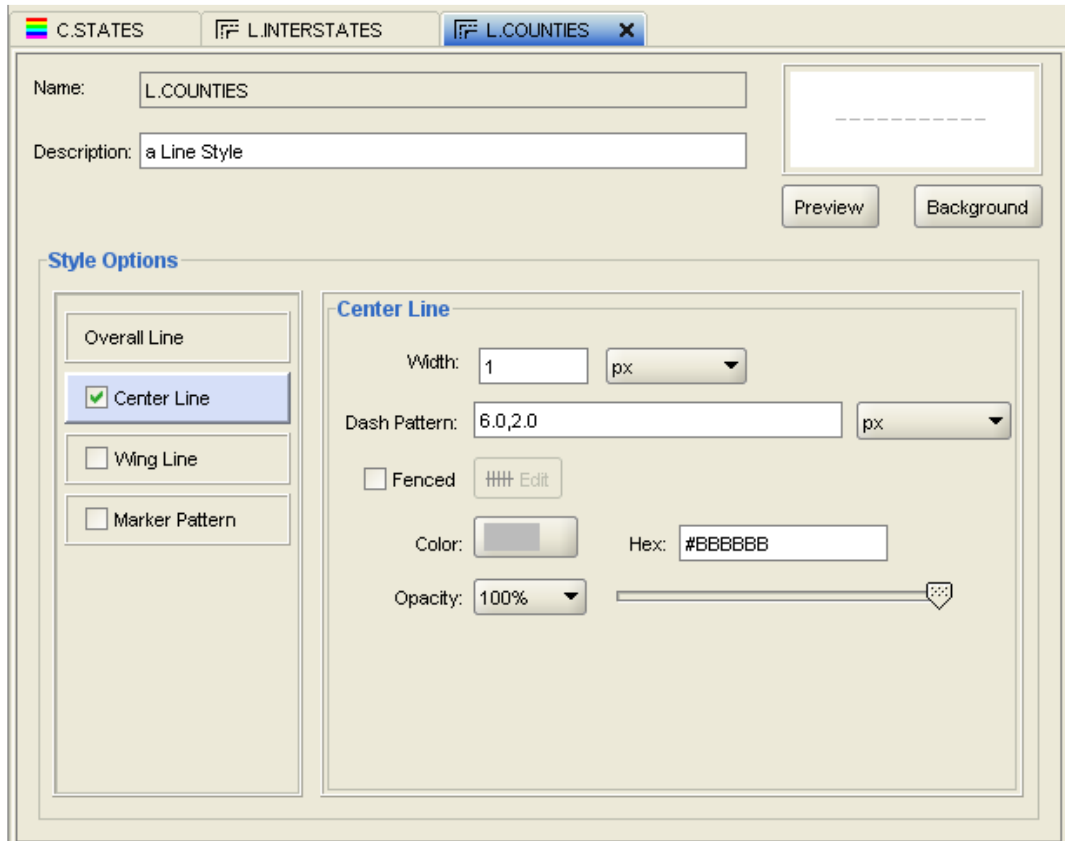 C.STATES L.INTERSTATES L.COUNTIES
Name: L.COUNTIES
Description: a Line Style
Preview Background
Style Options
Overall Line
Center Line
Wing Line
Marker Pattern
Center Line
Width: 1 px
Dash Pattern: 6.0,2.0 px
Fenced Edit
Color: Hex: #BBBBBB
Opacity: 100%